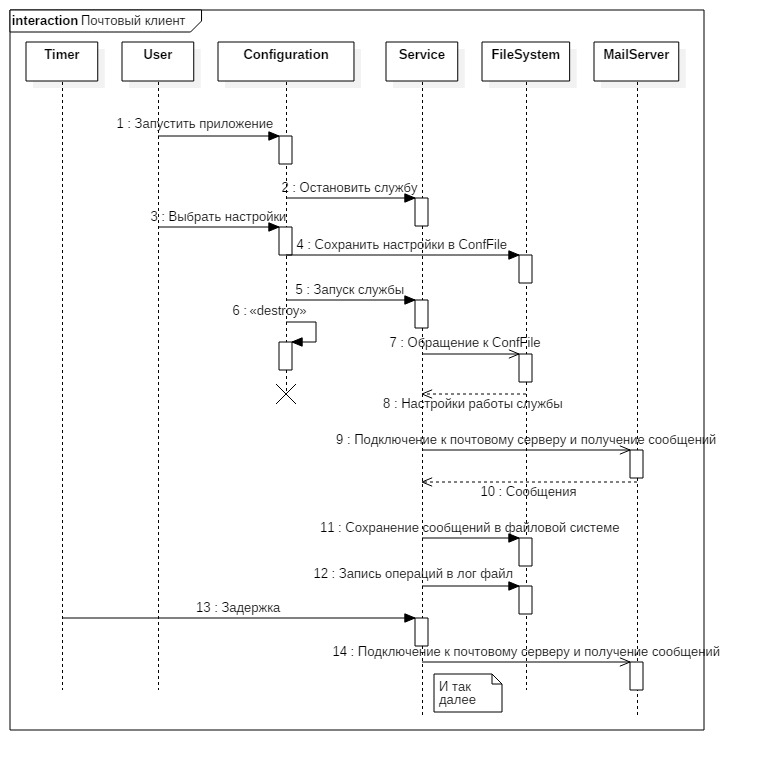 interaction Почтовый клиент
Timer User Configuration Service FileSystem MailServer
1 : Запустить приложение
2 : Остановить службу
3 : Выбрать настройки
4 : Сохранить настройки в ConfFile
5 : Запуск службы
6 : «destroy»
7 : Обращение к ConfFile
8 : Настройки работы службы
9 : Подключение к почтовому серверу и получение сообщений
10 : Сообщения
11 : Сохранение сообщений в файловой системе
12 : Запись операций в лог файл
13 : Задержка
14 : Подключение к почтовому серверу и получение сообщений
И так
далее